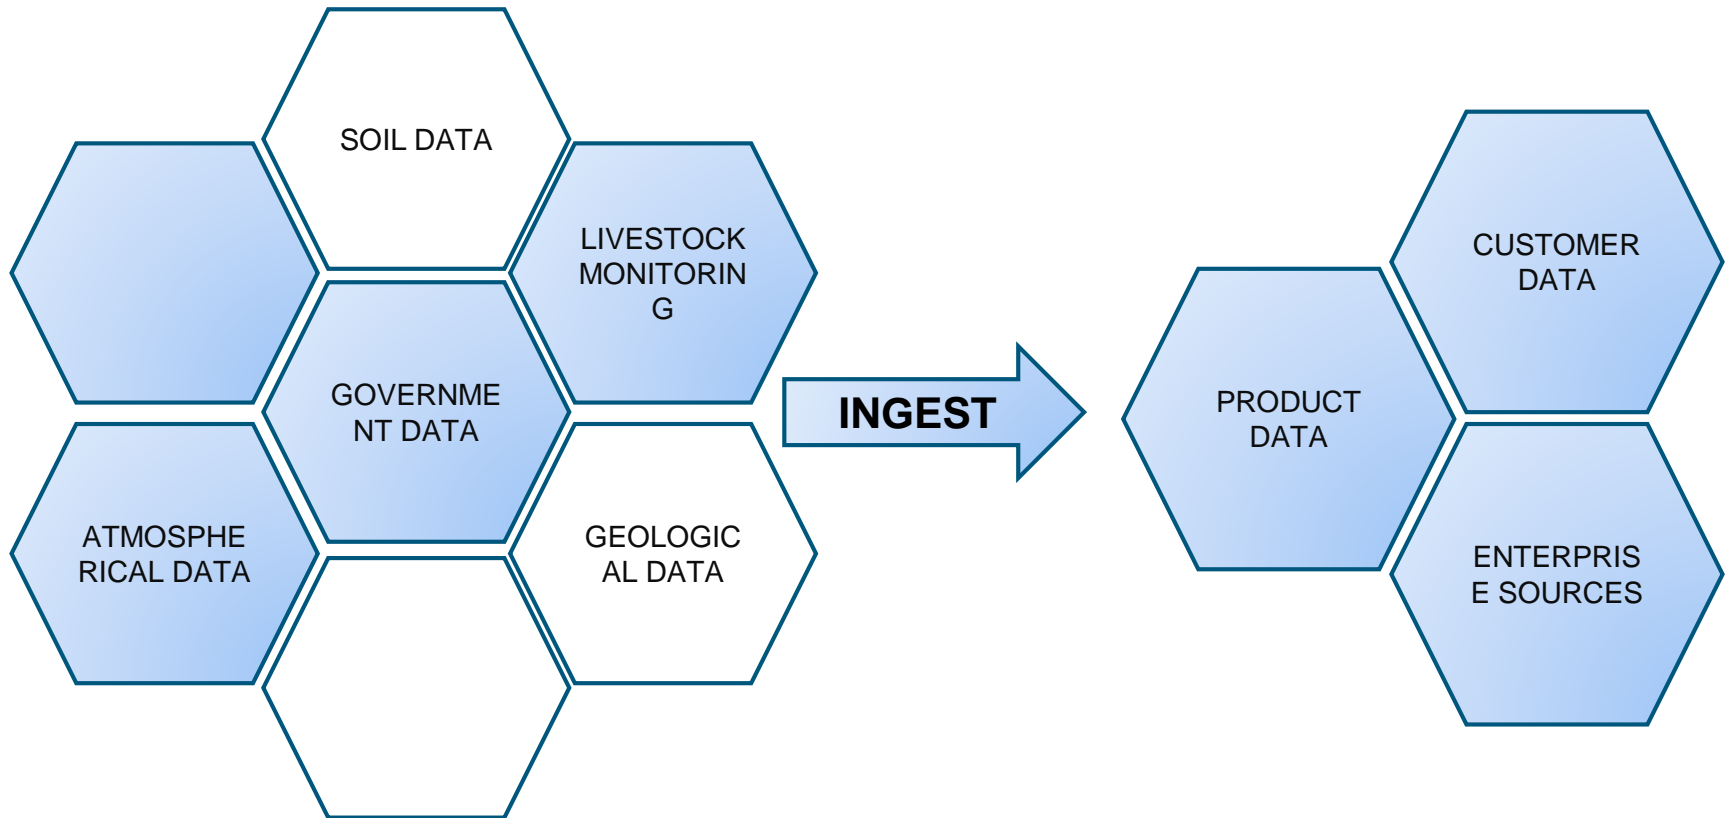 SOIL DATA
LIVESTOCK
MONITORIN
G
GOVERNME
NT DATA
ATMOSPHE
RICAL DATA
GEOLOGIC
AL DATA
INGEST
CUSTOMER
DATA
PRODUCT
DATA
ENTERPRIS
E SOURCES